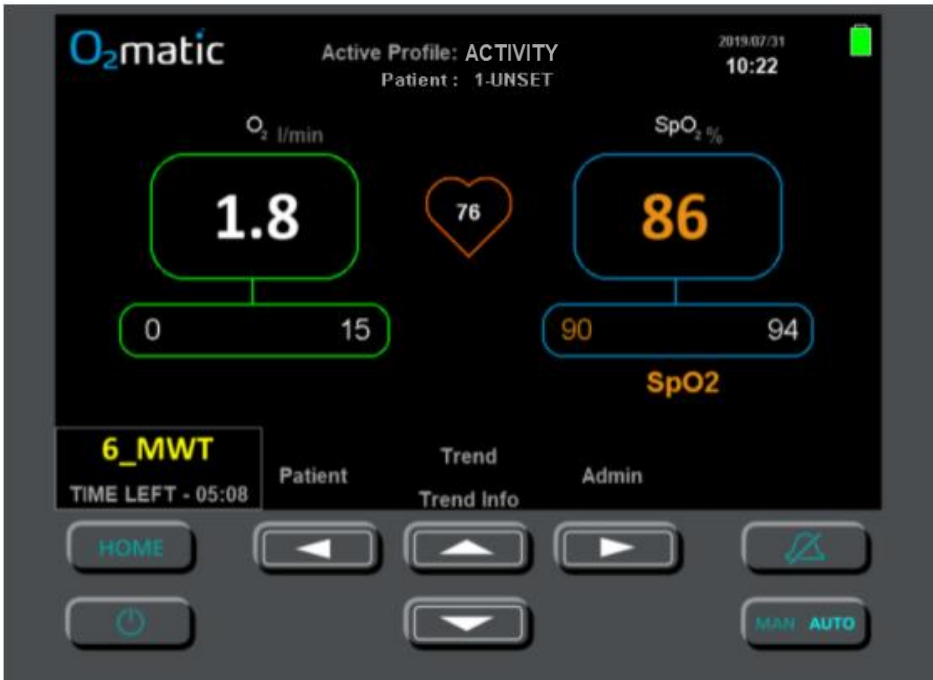 O₂matic
Active Profile: ACTIVITY
Patient : 1-UNSET
2019/07/31
10:22
O₂ l/min
SpO₂ %
1.8
76
86
0 15
90 94
SpO2
6_MWT
TIME LEFT - 05:08
Patient
Trend
Trend Info
Admin
HOME
MAN AUTO